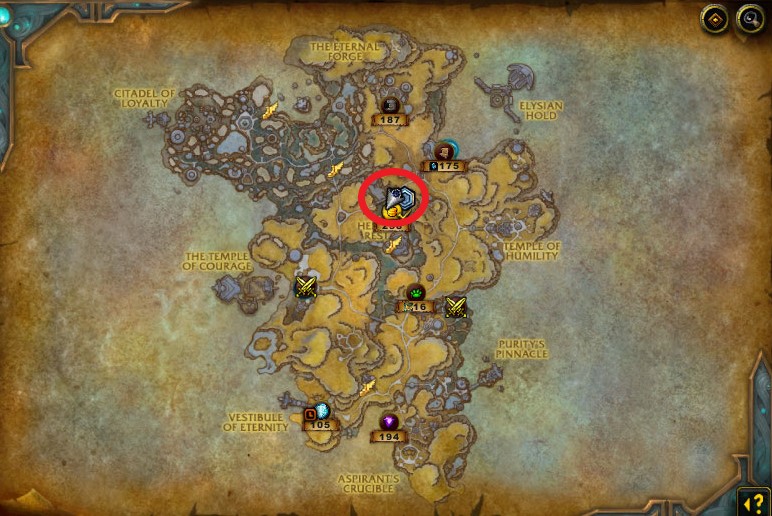 THE ETERNAL
FORGE
CITADEL OF
LOYALTY
ELYSIAN
HOLD
187
175
REST
THE TEMPLE
OF COURAGE
TEMPLE OF
HUMILITY
16
PURITY'S
PINNACLE
VESTIBULE
OF ETERNITY
105
194
ASPIRANT'S
CRUCIBLE
?